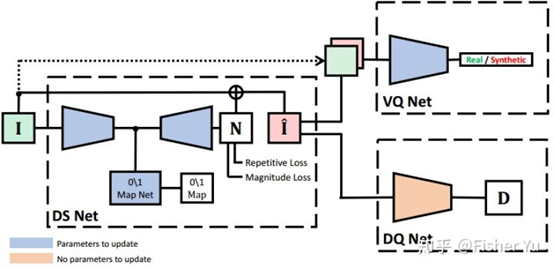 Real / Synthetic
VQ Net
I
N
Î
Repetitive Loss
Magnitude Loss
0\1
Map Net
0\1
Map
DS Net
D
DQ Net
Parameters to update
No parameters to update
知乎 @Fisher Yu